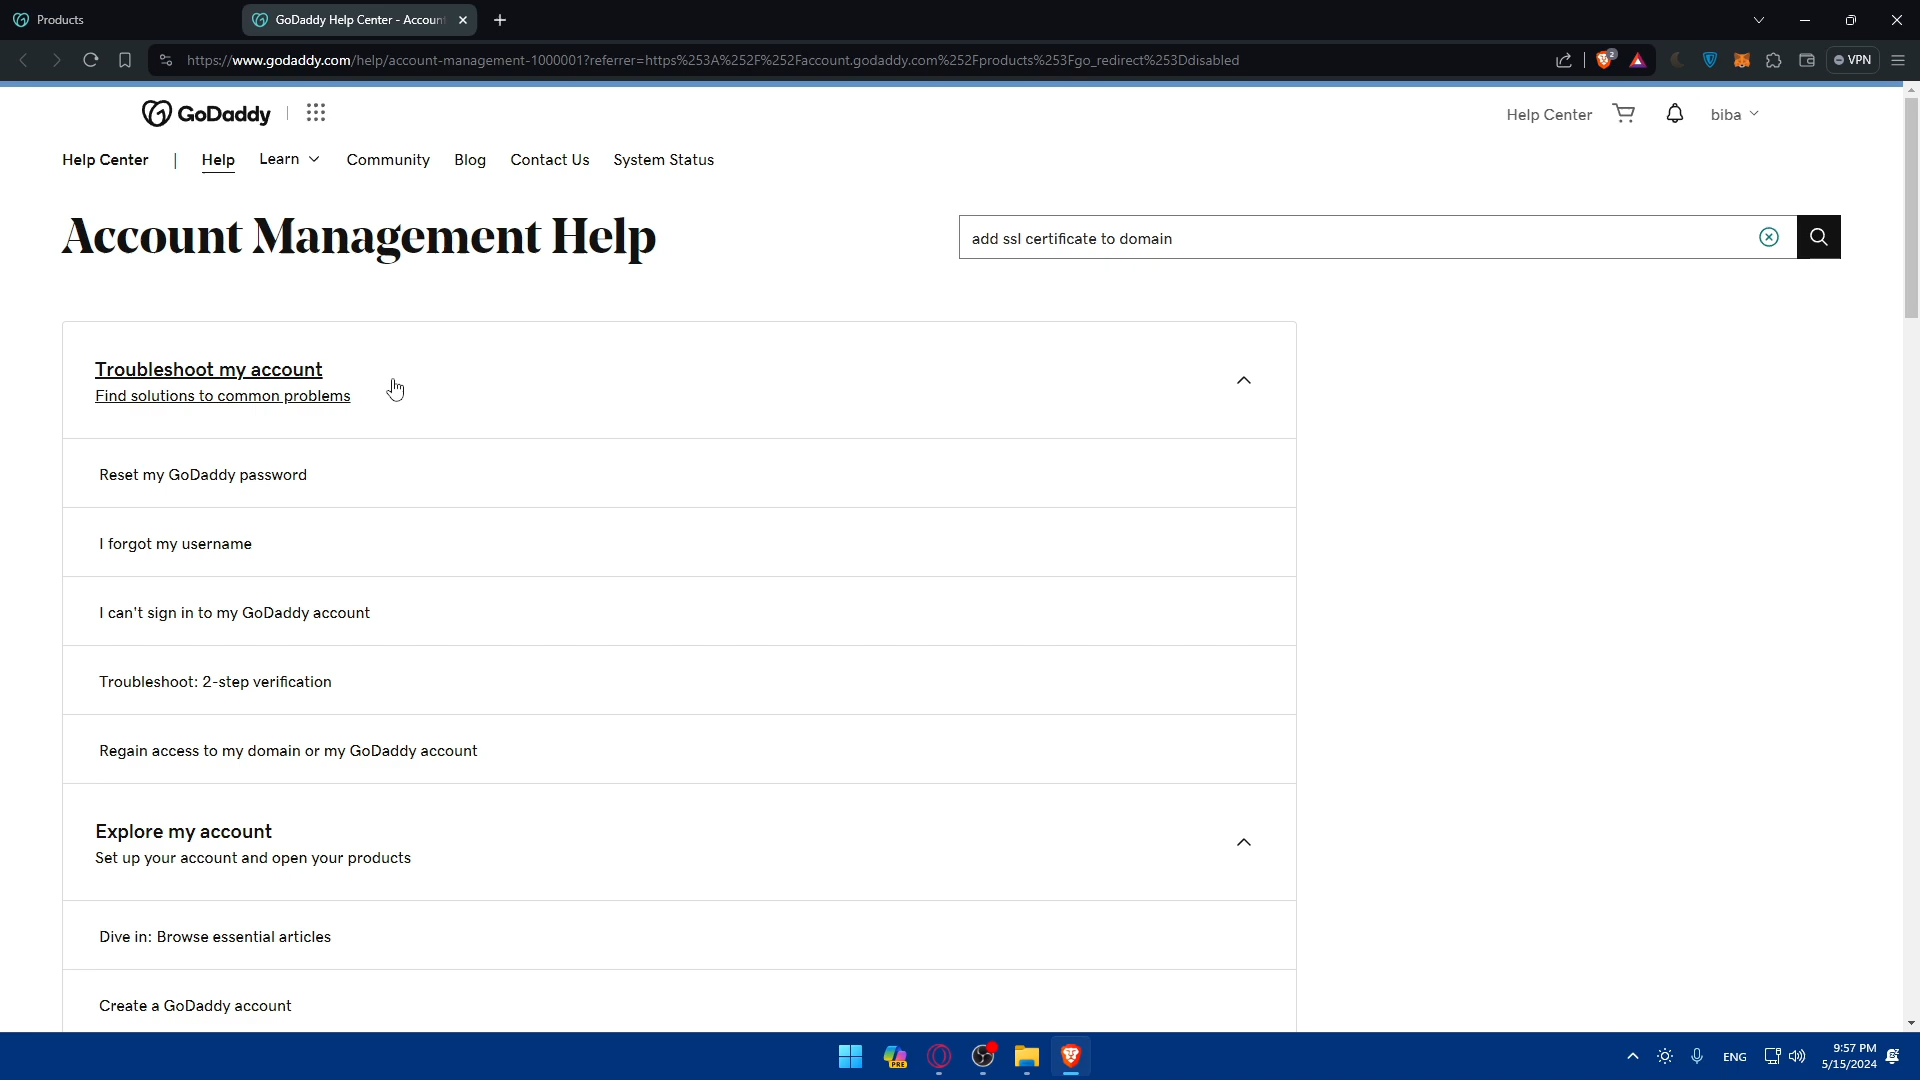 Products
GoDaddy Help Center - Accoun
https://www.godaddy.com/help/account-management-1000001?referrer=https%253A%252F%252Faccount.godaddy.com%252Fproducts%253Fgo_redirect%253Ddisabled
2
VPN
GoDaddy
Help Center
biba
Help Center | Help Learn Community Blog Contact Us System Status
Account Management Help
add ssl certificate to domain
Troubleshoot my account
Find solutions to common problems
Reset my GoDaddy password
I forgot my username
I can't sign in to my GoDaddy account
Troubleshoot: 2-step verification
Regain access to my domain or my GoDaddy account
Explore my account
Set up your account and open your products
Dive in: Browse essential articles
Create a GoDaddy account
PRE
ENG
9:57 PM
5/15/2024